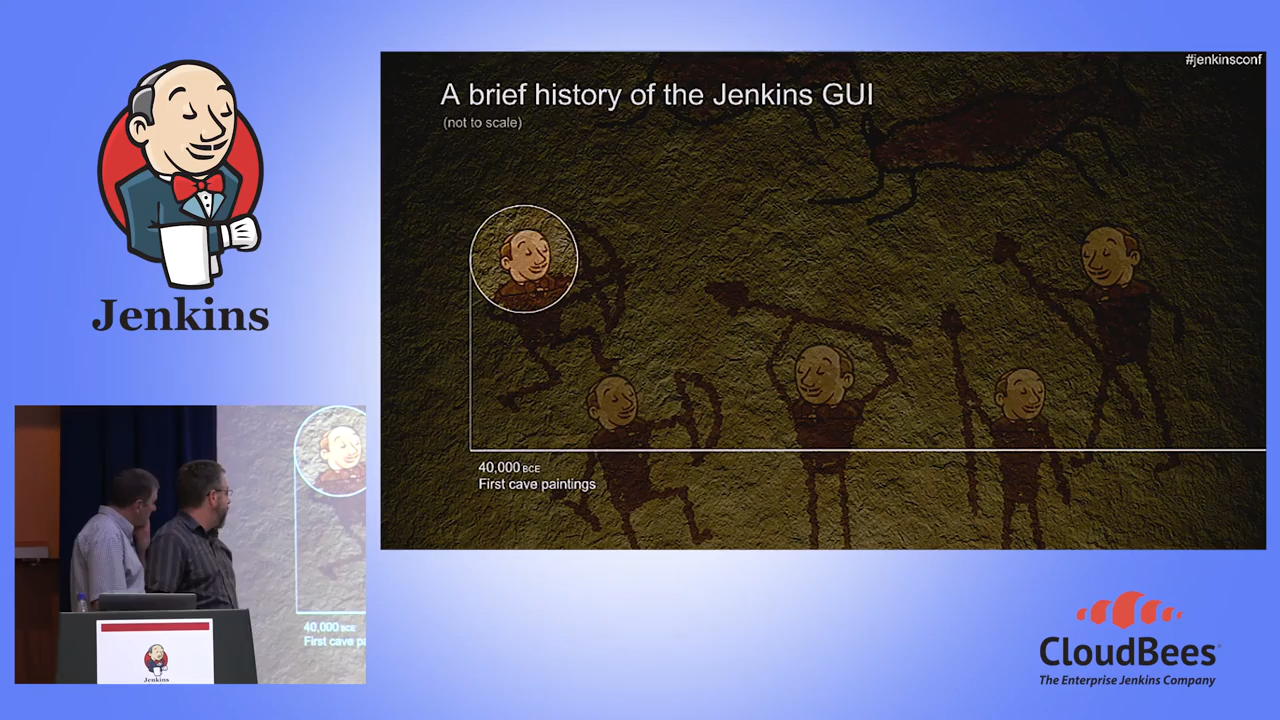 #jenkinsconf
A brief history of the Jenkins GUI
(not to scale)
Jenkins
40,000 BCE
First cave paintings
40,000 BCE
First cave pa
Jenkins
CloudBees
The Enterprise Jenkins Company